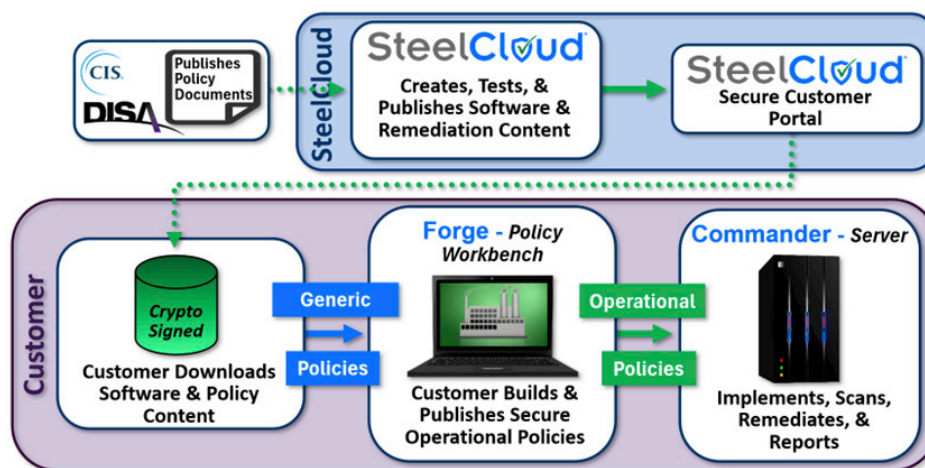 CIS®
DISA
Publishes
Policy
Documents
SteelCloud
SteelCloud
Creates, Tests, &
Publishes Software &
Remediation Content
SteelCloud
Secure Customer
Portal
Customer
Crypto
Signed
Customer Downloads
Software & Policy
Content
Generic
Policies
Forge - Policy
Workbench
Customer Builds &
Publishes Secure
Operational Policies
Operational
Policies
Commander - Server
Implements, Scans,
Remediates, &
Reports